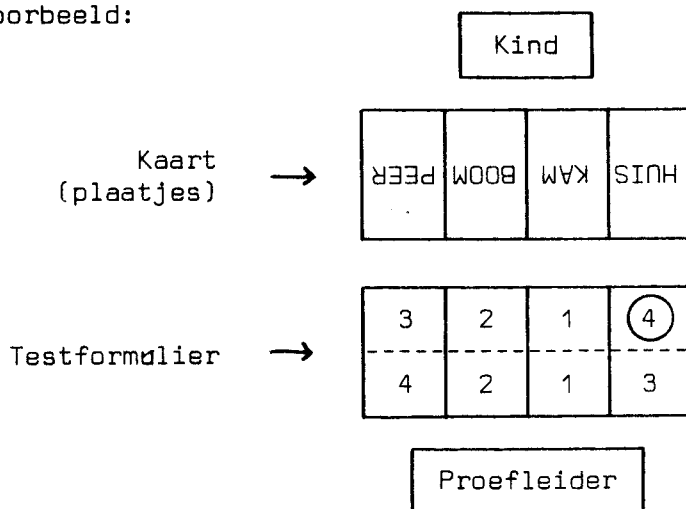 oorbeeld:
Kind
Kaart
(plaatjes)
PEER BOOM KAM HUIS
3 2 1 4
Testformulier
4 2 1 3
Proefleider